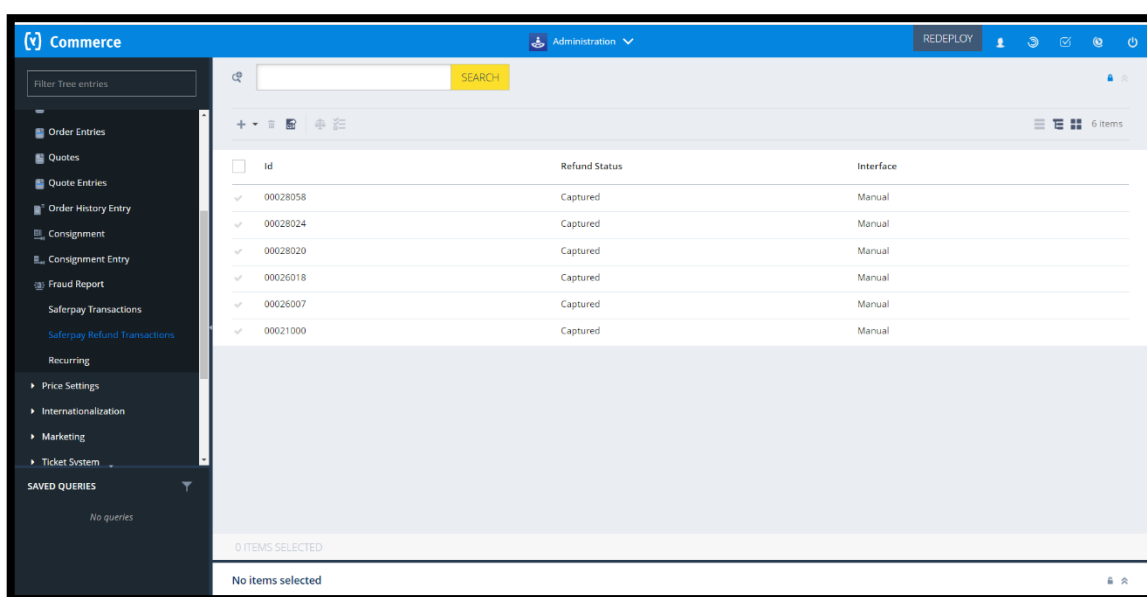 (Y) Commerce
Administration
REDEPLOY
Filter Tree entries
SEARCH
Order Entries
Quotes
Quote Entries
Order History Entry
Consignment
Consignment Entry
Fraud Report
Saferpay Transactions
Saferpay Refund Transactions
Recurring
Price Settings
Internationalization
Marketing
Ticket System
SAVED QUERIES
No queries
6 items
Id Refund Status Interface
00028058 Captured Manual
00028024 Captured Manual
00028020 Captured Manual
00026018 Captured Manual
00026007 Captured Manual
00021000 Captured Manual
0 ITEMS SELECTED
No items selected